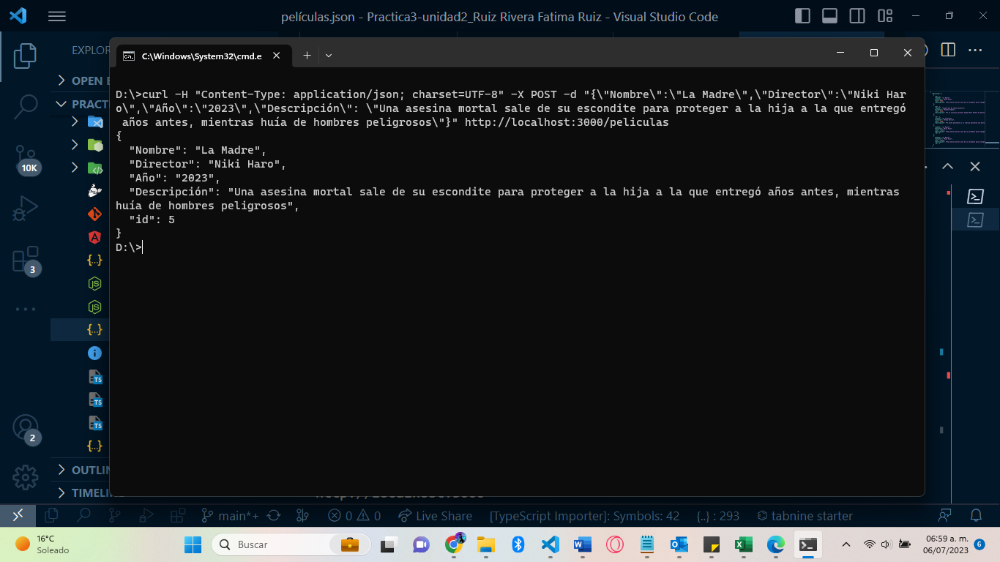 películas.json - Practica3-unidad2_Ruiz Rivera Fatima Ruiz - Visual Studio Code
EXPLOR
C:\Windows\System32\cmd.e
OPEN E
PRACT
D:\>curl -H "Content-Type: application/json; charset=UTF-8" -X POST -d "{\"Nombre\":\"La Madre\",\"Director\":\"Niki Har
o\",\"Año\":\"2023\",\"Descripción\": \"Una asesina mortal sale de su escondite para proteger a la hija a la que entregó
años antes, mientras huía de hombres peligrosos\"}" http://localhost:3000/peliculas
{
"Nombre": "La Madre",
"Director": "Niki Haro",
"Año": "2023",
"Descripción": "Una asesina mortal sale de su escondite para proteger a la hija a la que entregó años antes, mientras
huía de hombres peligrosos",
"id": 5
}
D:\>
10K
3
2
{..}
JS
JS
{..}
TS
TS
TS
{..}
OUTLIN
TIMELI
main*+
0
0
Live Share
[TypeScript Importer]: Symbols: 42
{..} : 293
tabnine starter
16°C
Soleado
Buscar
06:59 a. m.
06/07/2023
6